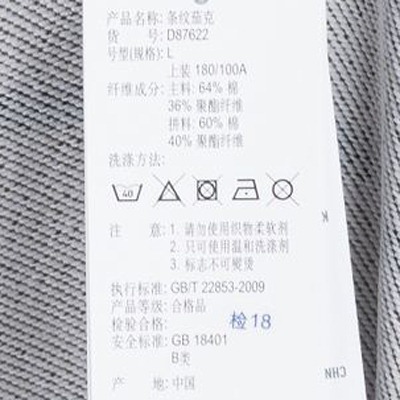 产品名称: 条纹茄克
货 号: D87622
号型(规格): L
上装 180/100A
纤维成分: 主料: 64% 棉
36% 聚酯纤维
拼料: 60% 棉
40% 聚酯纤维
洗涤方法:
40
注 意: 1. 请勿使用织物柔软剂
2. 只可使用温和洗涤剂
3. 标志不可熨烫
执行标准: GB/T 22853-2009
产品等级: 合格品
检验合格: 检18
安全标准: GB 18401
B类
产 地: 中国
CHN